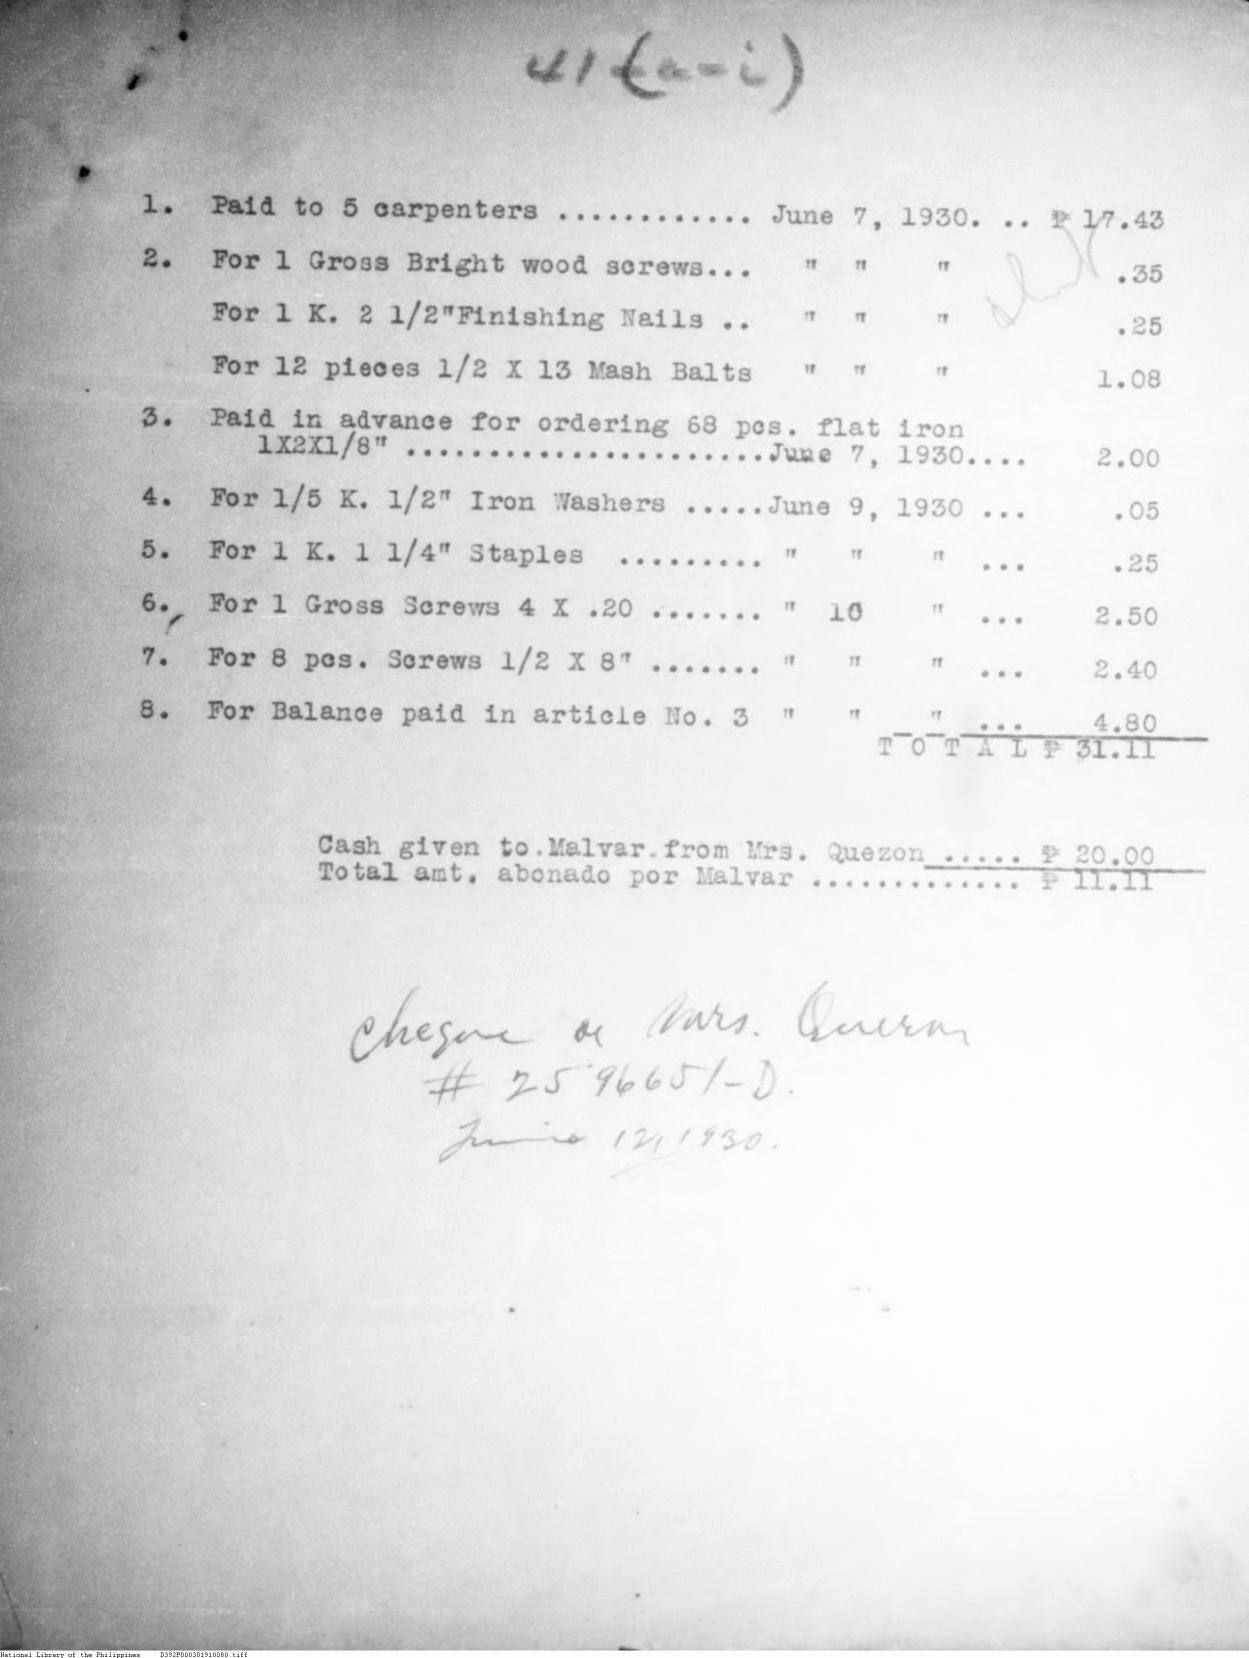 41 (a-i)
1. Paid to 5 carpenters ............ June 7, 1930. .. ₱ 17.43
2. For 1 Gross Bright wood screws... " " " .35
For 1 K. 2 1/2"Finishing Nails .. " " " .25
For 12 pieces 1/2 X 13 Mash Balts " " " 1.08
3. Paid in advance for ordering 68 pcs. flat iron
1X2X1/8" ......................June 7, 1930.... 2.00
4. For 1/5 K. 1/2" Iron Washers .....June 9, 1930 ... .05
5. For 1 K. 1 1/4" Staples ......... " " " ... .25
6. For 1 Gross Screws 4 X .20 ....... " 10 " ... 2.50
7. For 8 pcs. Screws 1/2 X 8" ....... " " " ... 2.40
8. For Balance paid in article No. 3 " " " ... 4.80
T O T A L ₱ 31.11
Cash given to.Malvar.from Mrs. Quezon ..... ₱ 20.00
Total amt. abonado por Malvar ............. ₱ 11.11
Cheque de Mrs. Quezon
# 2596651-D.
Junio 12, 1930.
National Library of the Philippines D392P000301910080.tiff